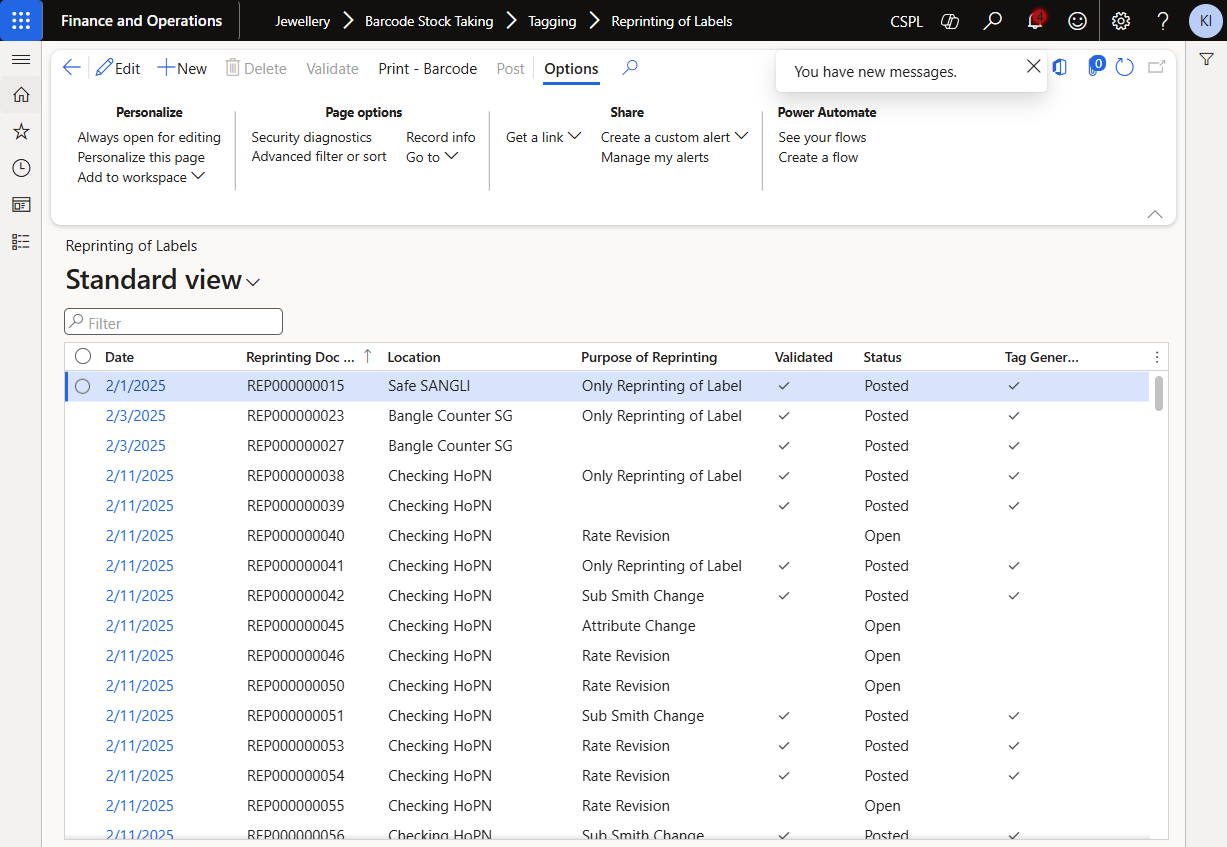 Finance and Operations Jewellery Barcode Stock Taking Tagging Reprinting of Labels CSPL 4 KI
Edit New Delete Validate Print - Barcode Post Options You have new messages. 0
Personalize Page options Share Power Automate
Always open for editing Security diagnostics Record info Get a link Create a custom alert See your flows
Personalize this page Advanced filter or sort Go to Manage my alerts Create a flow
Add to workspace
Reprinting of Labels
Standard view
Filter
Date Reprinting Doc ... Location Purpose of Reprinting Validated Status Tag Gener...
2/1/2025 REP000000015 Safe SANGLI Only Reprinting of Label Posted
2/3/2025 REP000000023 Bangle Counter SG Only Reprinting of Label Posted
2/3/2025 REP000000027 Bangle Counter SG Posted
2/11/2025 REP000000038 Checking HoPN Only Reprinting of Label Posted
2/11/2025 REP000000039 Checking HoPN Posted
2/11/2025 REP000000040 Checking HoPN Rate Revision Open
2/11/2025 REP000000041 Checking HoPN Only Reprinting of Label Posted
2/11/2025 REP000000042 Checking HoPN Sub Smith Change Posted
2/11/2025 REP000000045 Checking HoPN Attribute Change Open
2/11/2025 REP000000046 Checking HoPN Rate Revision Open
2/11/2025 REP000000050 Checking HoPN Rate Revision Open
2/11/2025 REP000000051 Checking HoPN Sub Smith Change Posted
2/11/2025 REP000000053 Checking HoPN Rate Revision Posted
2/11/2025 REP000000054 Checking HoPN Rate Revision Posted
2/11/2025 REP000000055 Checking HoPN Rate Revision Open
2/11/2025 REP000000056 Checking HoPN Sub Smith Change Posted